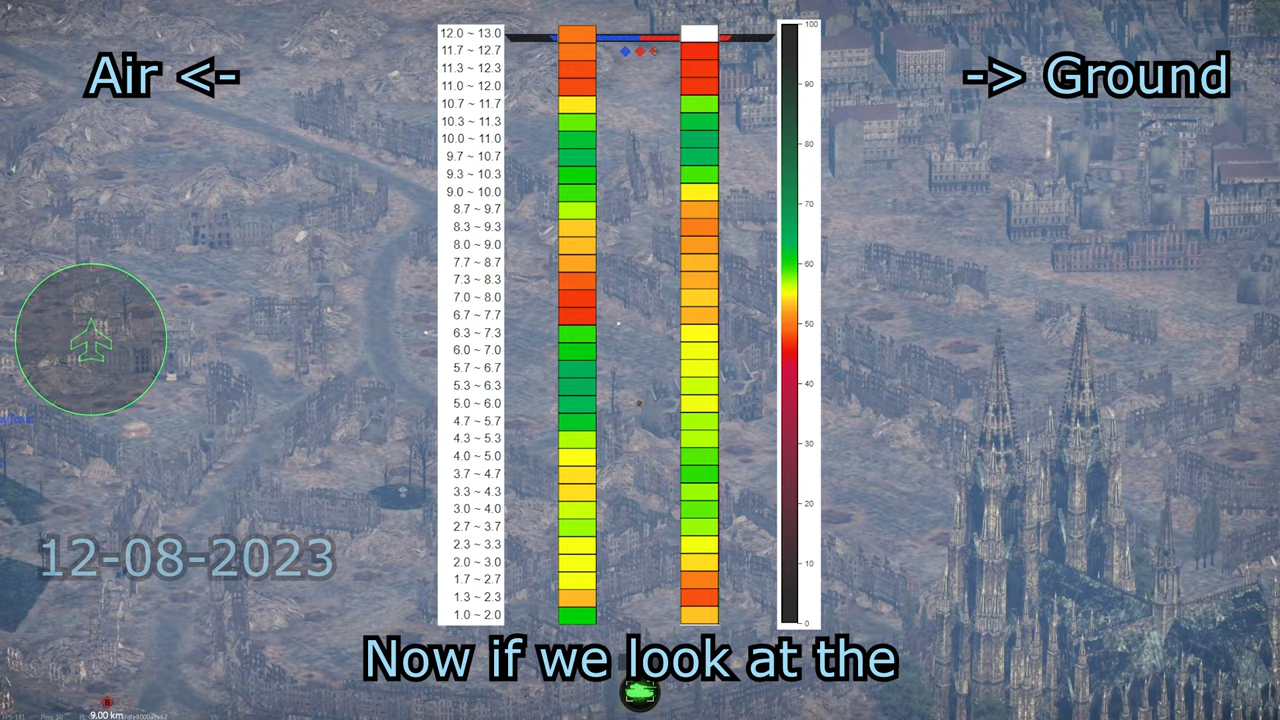 Air <-
-> Ground
12.0 ~ 13.0
11.7 ~ 12.7
11.3 ~ 12.3
11.0 ~ 12.0
10.7 ~ 11.7
10.3 ~ 11.3
10.0 ~ 11.0
9.7 ~ 10.7
9.3 ~ 10.3
9.0 ~ 10.0
8.7 ~ 9.7
8.3 ~ 9.3
8.0 ~ 9.0
7.7 ~ 8.7
7.3 ~ 8.3
7.0 ~ 8.0
6.7 ~ 7.7
6.3 ~ 7.3
6.0 ~ 7.0
5.7 ~ 6.7
5.3 ~ 6.3
5.0 ~ 6.0
4.7 ~ 5.7
4.3 ~ 5.3
4.0 ~ 5.0
3.7 ~ 4.7
3.3 ~ 4.3
3.0 ~ 4.0
2.7 ~ 3.7
2.3 ~ 3.3
2.0 ~ 3.0
1.7 ~ 2.7
1.3 ~ 2.3
1.0 ~ 2.0
100
90
80
70
60
50
40
30
20
10
0
12-08-2023
Now if we look at the
9.00 km